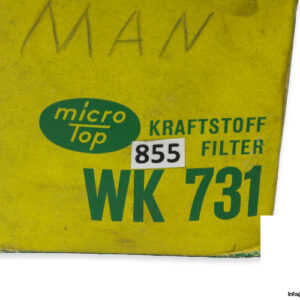 MAN
micro
Top
KRAFTSTOFF
FILTER
855
WK 731